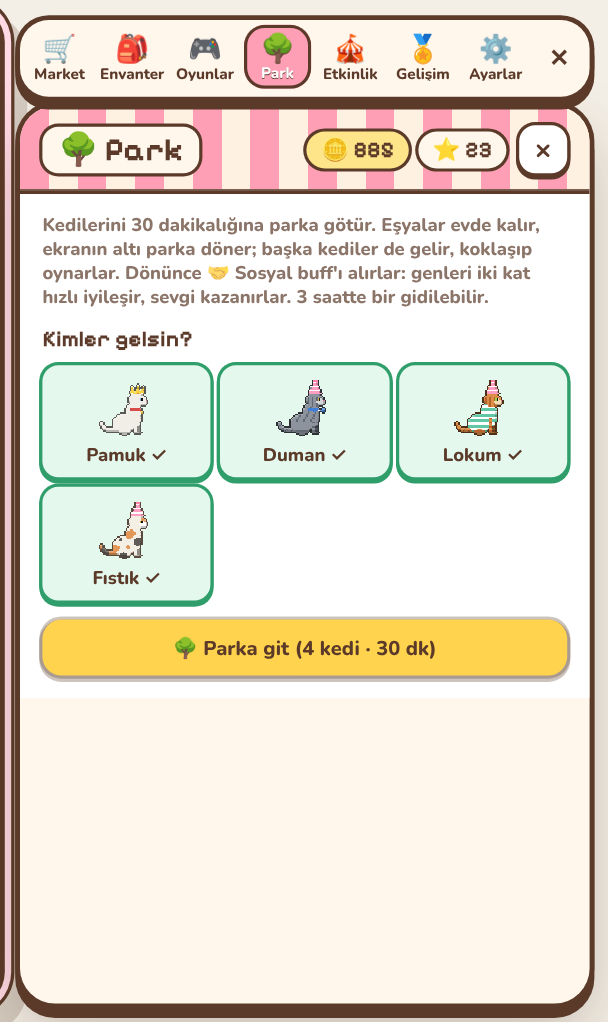 Market Envanter Oyunlar Park Etkinlik Gelişim Ayarlar ×
Park 885 23 ×
Kedilerini 30 dakikalığına parka götür. Eşyalar evde kalır,
ekranın altı parka döner; başka kediler de gelir, koklaşıp
oynarlar. Dönünce 🤝 Sosyal buff'ı alırlar: genleri iki kat
hızlı iyileşir, sevgi kazanırlar. 3 saatte bir gidilebilir.
Kimler gelsin?
Pamuk ✓ Duman ✓ Lokum ✓
Fıstık ✓
Parka git (4 kedi · 30 dk)